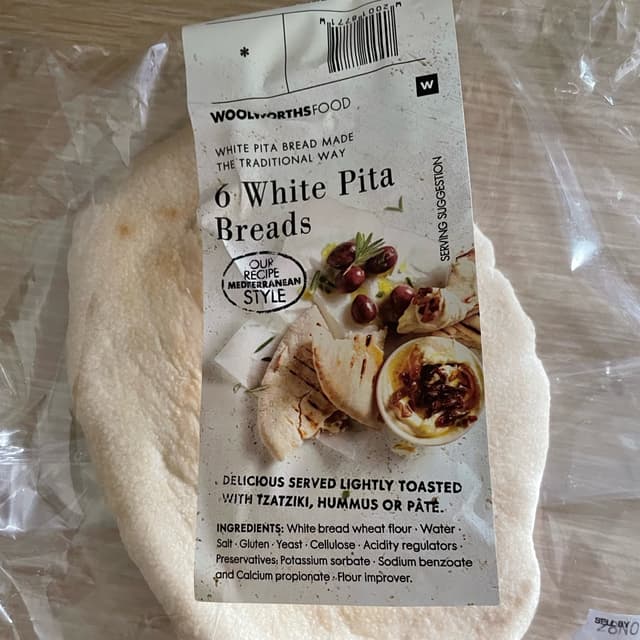 *
W
WOOLWORTHSFOOD
WHITE PITA BREAD MADE
THE TRADITIONAL WAY
6 White Pita
Breads
SERVING SUGGESTION
OUR
RECIPE
MEDITERRANEAN
STYLE
DELICIOUS SERVED LIGHTLY TOASTED
WITH TZATZIKI, HUMMUS OR PÂTÉ.
INGREDIENTS: White bread wheat flour · Water ·
Salt · Gluten · Yeast · Cellulose · Acidity regulators ·
Preservatives: Potassium sorbate · Sodium benzoate
and Calcium propionate · Flour improver.